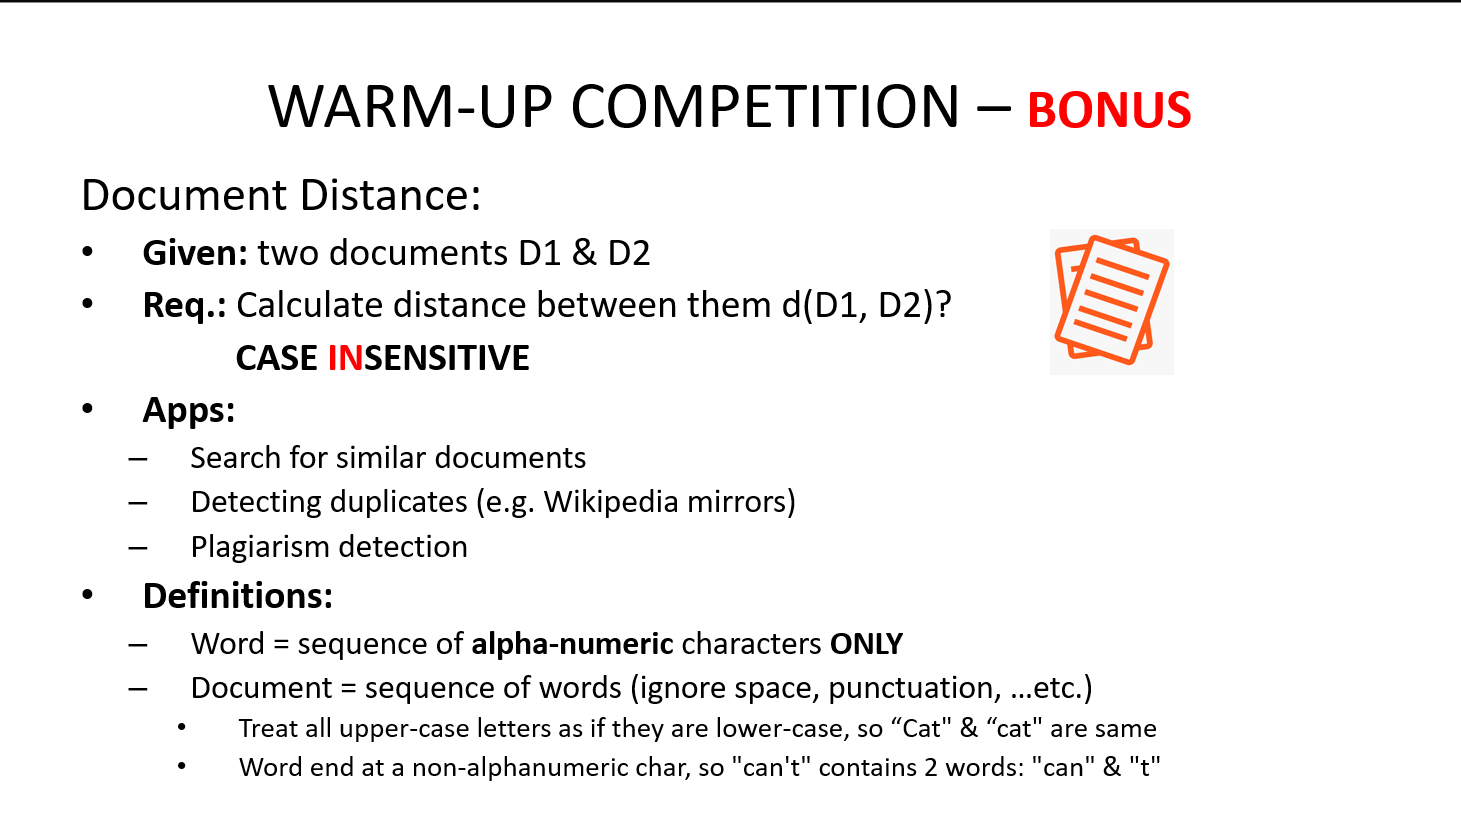 WARM-UP COMPETITION – BONUS
Document Distance:
• Given: two documents D1 & D2
• Req.: Calculate distance between them d(D1, D2)?
CASE INSENSITIVE
• Apps:
– Search for similar documents
– Detecting duplicates (e.g. Wikipedia mirrors)
– Plagiarism detection
• Definitions:
– Word = sequence of alpha-numeric characters ONLY
– Document = sequence of words (ignore space, punctuation, …etc.)
• Treat all upper-case letters as if they are lower-case, so “Cat" & “cat" are same
• Word end at a non-alphanumeric char, so "can't" contains 2 words: "can" & "t"